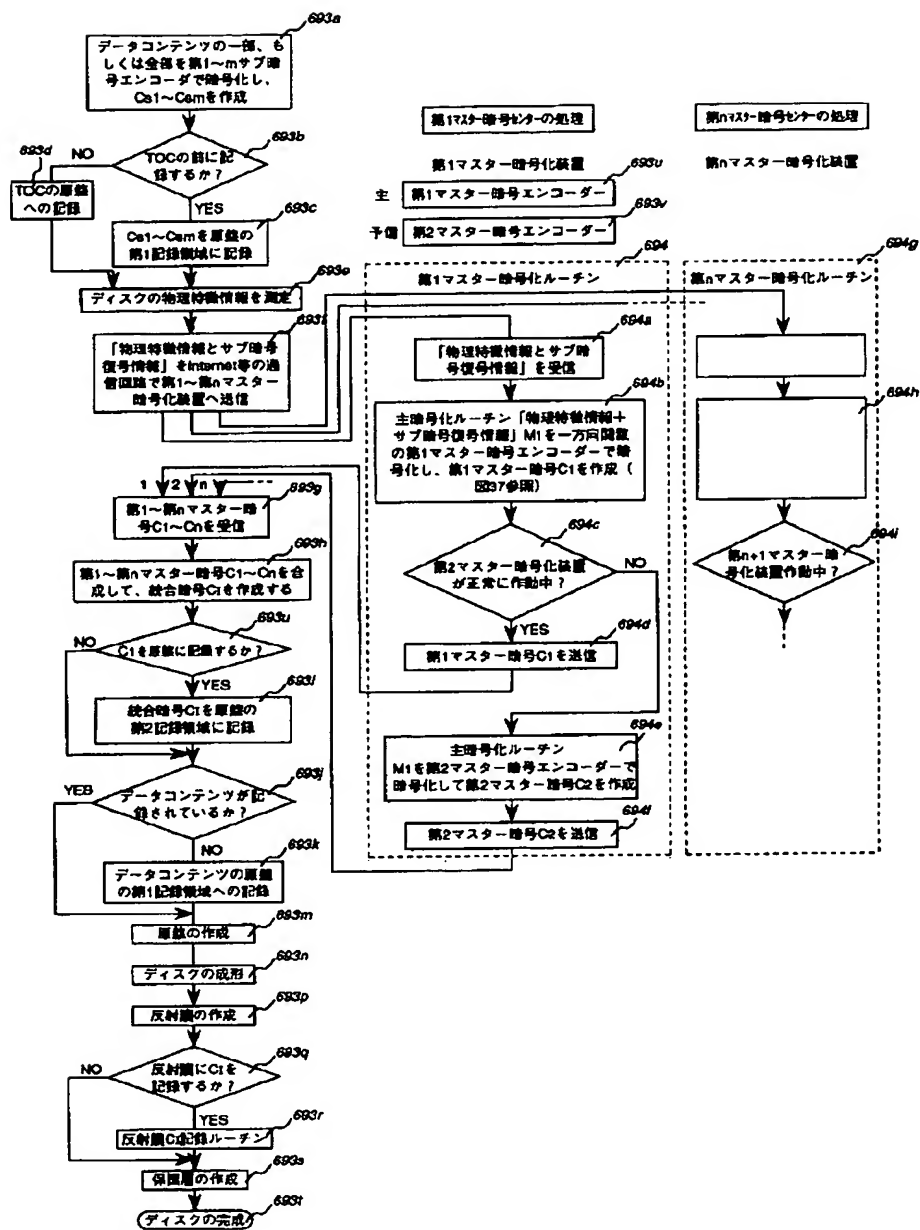 693a
データコンテンツの一部、も
しくは全部を第1~mサブ暗
号エンコーダで暗号化し、
Cs1~Csmを作成
693b
NO
TOCの前に記
録するか?
693d
TOCの原盤
への記録
YES
693c
Cs1~Csmを原盤の
第1記録領域に記録
693e
ディスクの物理特徴情報を測定
693f
「物理特徴情報とサブ暗号
復号情報」をInternet等の通
信回路で第1~第nマスター
暗号化装置へ送信
1 2 n
693g
第1~第nマスター暗
号C1~Cnを受信
693h
第1~第nマスター暗号C1~Cnを合
成して、統合暗号CIを作成する
693u
NO
C1を原盤に記録するか?
YES
693i
統合暗号CIを原盤の
第2記録領域に記録
693j
YES
データコンテンツが記
録されているか?
NO
693k
データコンテンツの原盤
の第1記録領域への記録
693m
原盤の作成
693n
ディスクの成形
693p
反射膜の作成
693q
NO
反射膜にCIを
記録するか?
YES
693r
反射膜CI記録ルーチン
693s
保護層の作成
693t
ディスクの完成
第1マスター暗号センターの処理
第1マスター暗号化装置
693u
主 第1マスター暗号エンコーダー
693v
予備 第2マスター暗号エンコーダー
694
第1マスター暗号化ルーチン
694a
「物理特徴情報とサブ暗
号復号情報」を受信
694b
主暗号化ルーチン「物理特徴情報+
サブ暗号復号情報」M1を一方向関数
の第1マスター暗号エンコーダーで暗
号化し、第1マスター暗号C1を作成(
図37参照)
694c
第2マスター暗号化装置
が正常に作動中?
NO
YES
694d
第1マスター暗号C1を送信
694e
主暗号化ルーチン
M1を第2マスター暗号エンコーダーで
暗号化して第2マスター暗号C2を作成
694f
第2マスター暗号C2を送信
第nマスター暗号センターの処理
第nマスター暗号化装置
694g
第nマスター暗号化ルーチン
694h
694i
第n+1マスター暗号
化装置作動中?